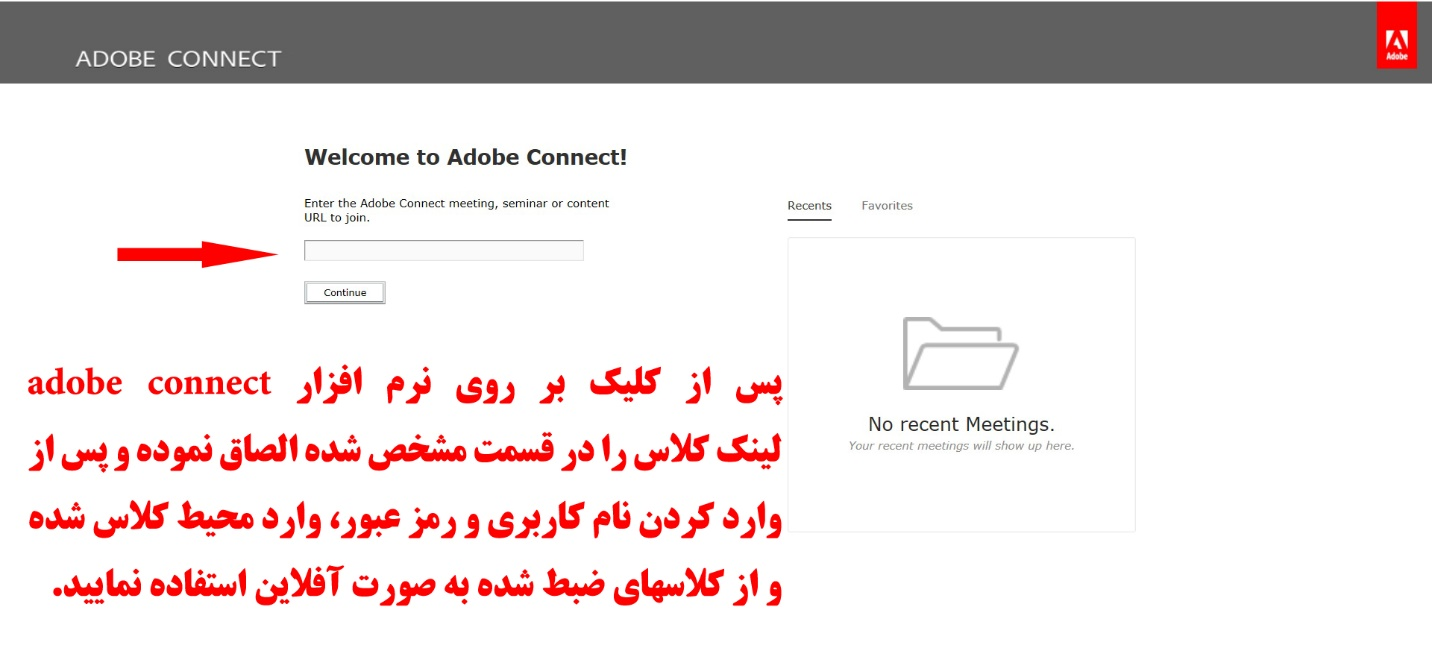 ADOBE CONNECT
Adobe
Welcome to Adobe Connect!
Enter the Adobe Connect meeting, seminar or content
URL to join.
Continue
Recents
Favorites
No recent Meetings.
Your recent meetings will show up here.
پس از کلیک بر روی نرم افزار adobe connect
لینک کلاس را در قسمت مشخص شده الصاق نموده و پس از
وارد کردن نام کاربری و رمز عبور، وارد محیط کلاس شده
و از کلاسهای ضبط شده به صورت آفلاین استفاده نمایید.